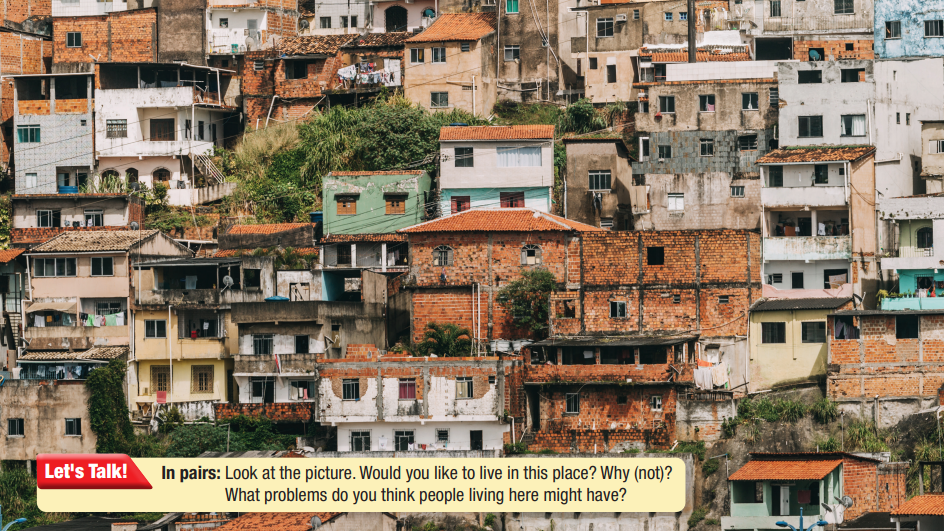 Let's Talk!
In pairs: Look at the picture. Would you like to live in this place? Why (not)?
What problems do you think people living here might have?